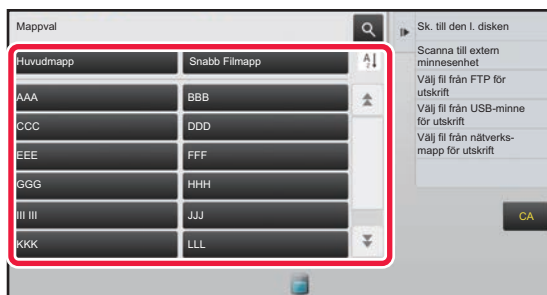 Mappval
Huvudmapp
Snabb Filmapp
AAA
BBB
CCC
DDD
EEE
FFF
GGG
HHH
III III
JJJ
KKK
LLL
Sk. till den l. disken
Scanna till extern
minnesenhet
Välj fil från FTP för
utskrift
Välj fil från USB-minne
för utskrift
Välj fil från nätverks-
mapp för utskrift
CA